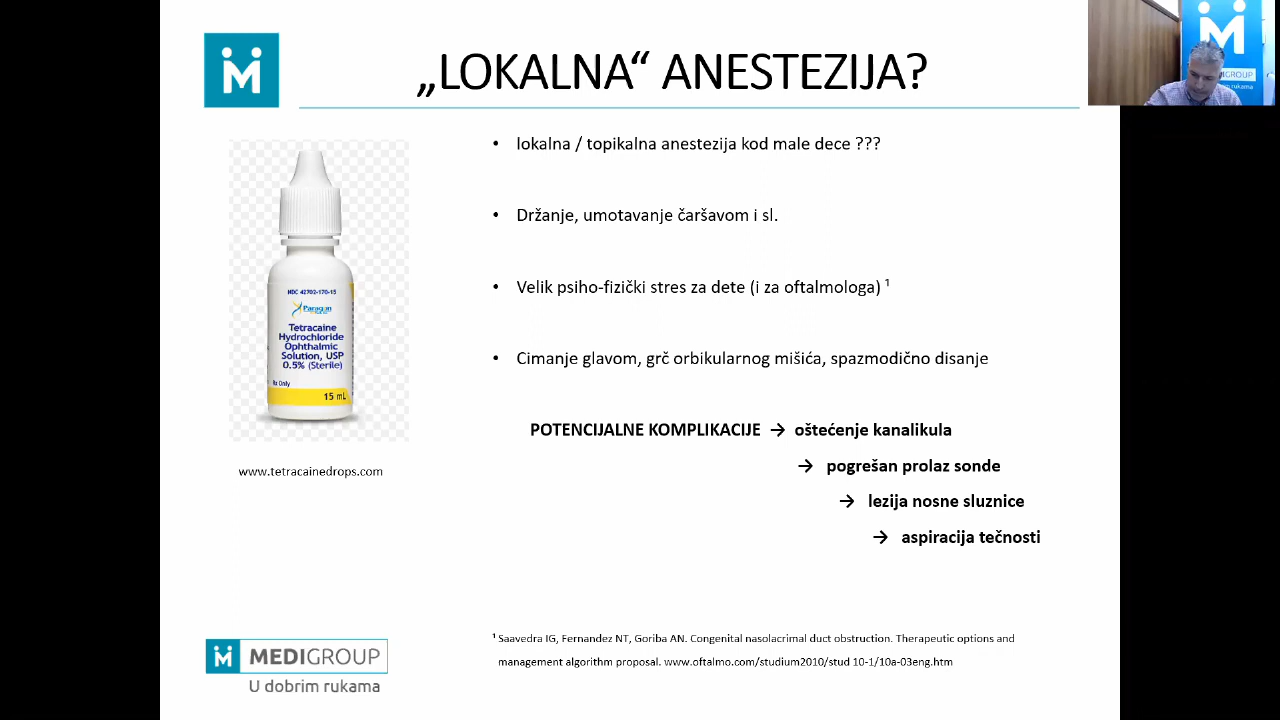 „LOKALNA“ ANESTEZIJA?
GROUP
m rukama
• lokalna / topikalna anestezija kod male dece ???
• Držanje, umotavanje čaršavom i sl.
• Velik psiho-fizički stres za dete (i za oftalmologa) ¹
• Cimanje glavom, grč orbikularnog mišića, spazmodično disanje
NDC 42702-170-15
Paragon
Tetracaine
Hydrochloride
Ophthalmic
Solution, USP
0.5% (Sterile)
Rx Only
15 mL
www.tetracainedrops.com
POTENCIJALNE KOMPLIKACIJE → oštećenje kanalikula
→ pogrešan prolaz sonde
→ lezija nosne sluznice
→ aspiracija tečnosti
MEDIGROUP
U dobrim rukama
¹ Saavedra IG, Fernandez NT, Goriba AN. Congenital nasolacrimal duct obstruction. Therapeutic options and
management algorithm proposal. www.oftalmo.com/studium2010/stud 10-1/10a-03eng.htm